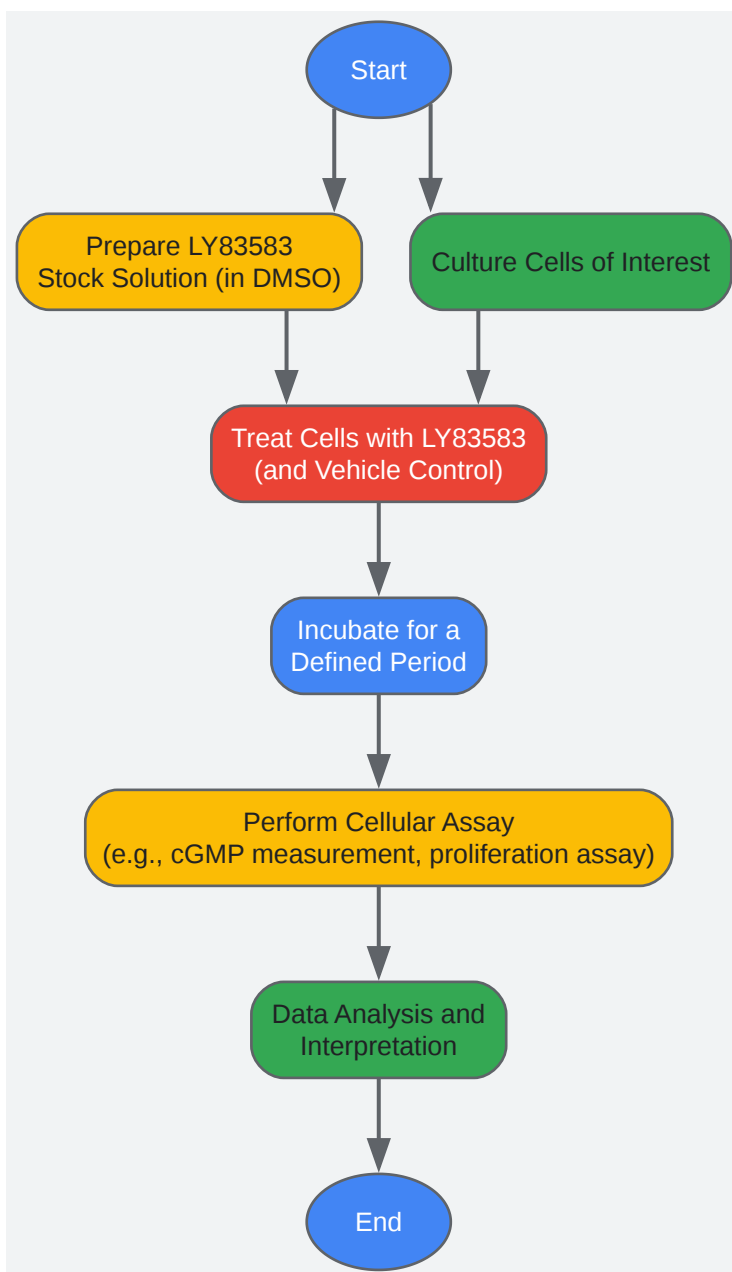 Start
Prepare LY83583
Stock Solution (in DMSO)
Culture Cells of Interest
Treat Cells with LY83583
(and Vehicle Control)
Incubate for a
Defined Period
Perform Cellular Assay
(e.g., cGMP measurement, proliferation assay)
Data Analysis and
Interpretation
End